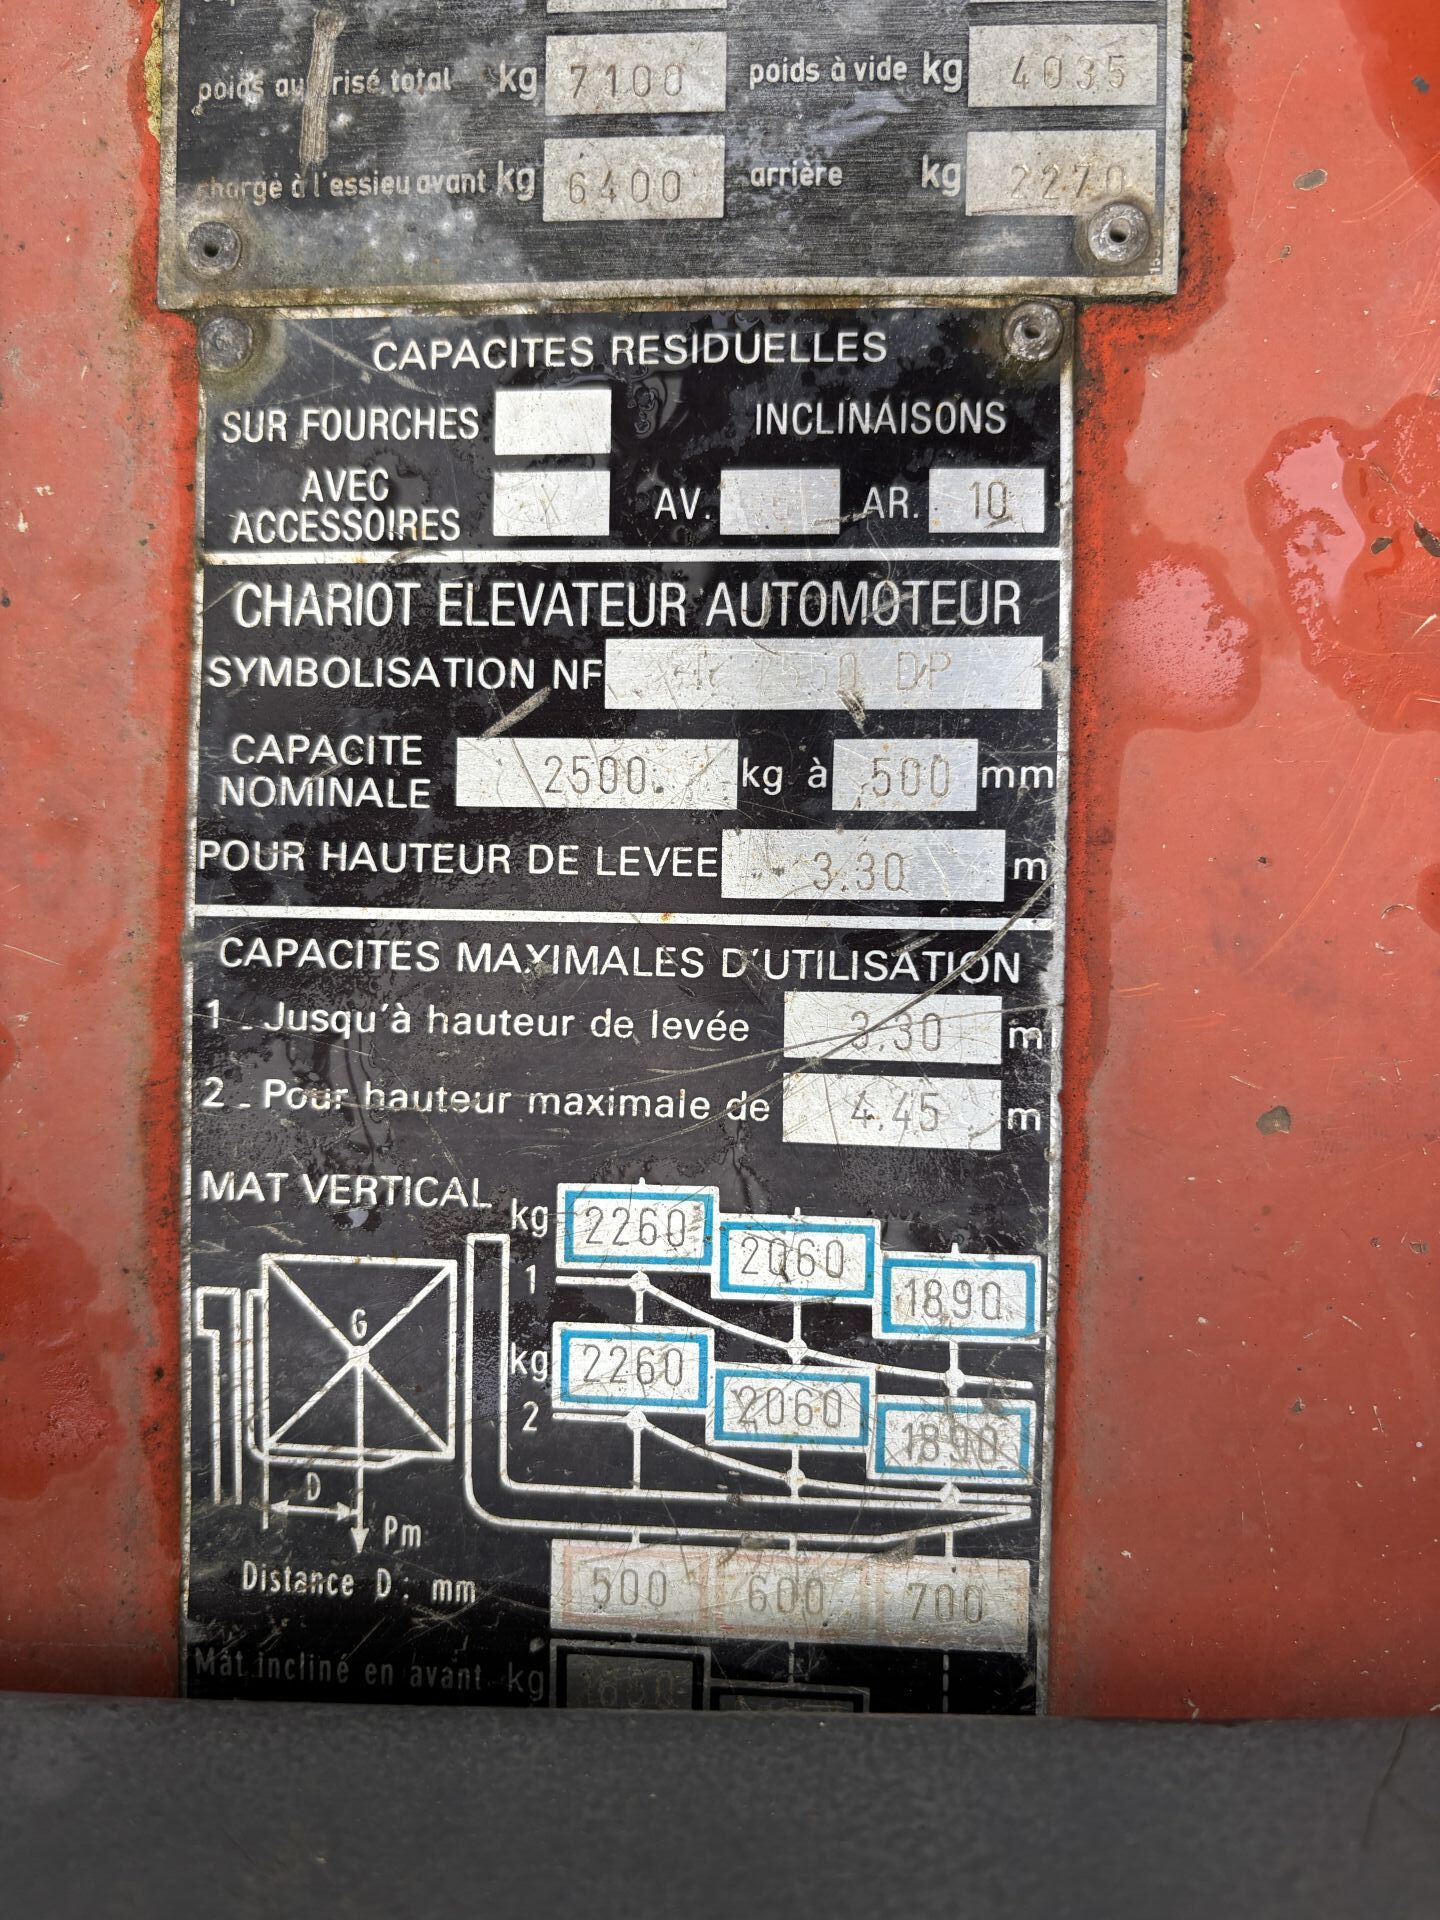 poids autorisé total kg 7100 poids à vide kg 4035
charge à l'essieu avant kg 6400 arrière kg 2270
CAPACITES RESIDUELLES
SUR FOURCHES INCLINAISONS
AVEC
ACCESSOIRES X AV. AR. 10
CHARIOT ELEVATEUR AUTOMOTEUR
SYMBOLISATION NF DP
CAPACITE
NOMINALE 2500 kg à 500 mm
POUR HAUTEUR DE LEVEE 3.30 m
CAPACITES MAXIMALES D'UTILISATION
1 - Jusqu'à hauteur de levée 3.30 m
2 - Pour hauteur maximale de 4.45 m
MAT VERTICAL kg 2260 2060 1890
1
G
kg 2260 2060 1890
2
D
Pm
Distance D: mm 500 600 700
Mât incliné en avant kg 1850